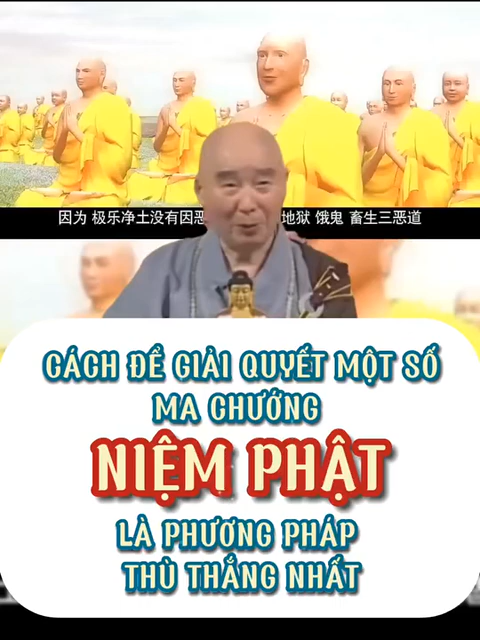 因为 极乐净土没有因恶 地狱 饿鬼 畜生三恶道
CÁCH ĐỂ GIẢI QUYẾT MỘT SỐ
MA CHƯỚNG
NIỆM PHẬT
LÀ PHƯƠNG PHÁP
THÙ THẮNG NHẤT